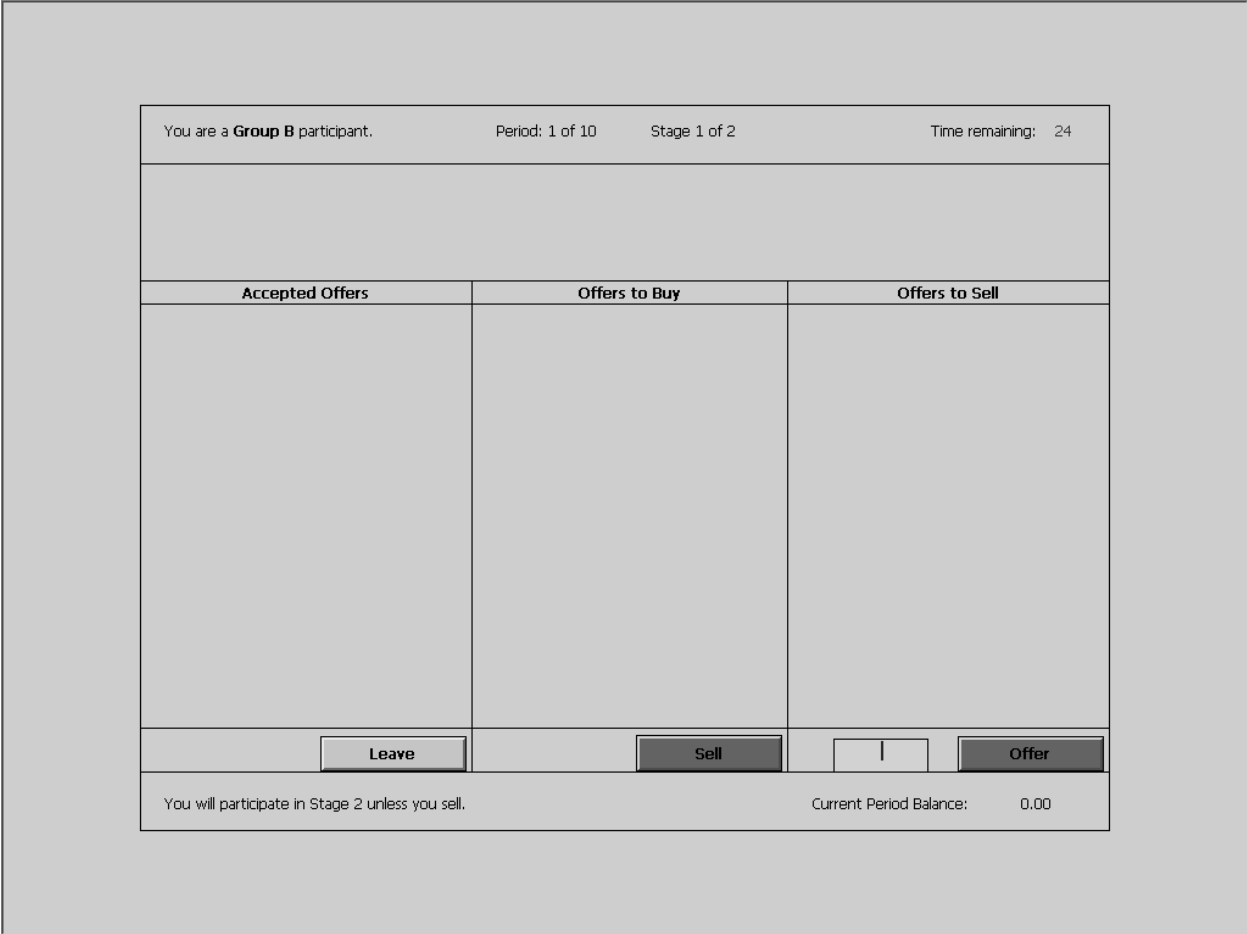 You are a Group B participant. Period: 1 of 10 Stage 1 of 2 Time remaining: 24
Accepted Offers Offers to Buy Offers to Sell
Leave Sell Offer
You will participate in Stage 2 unless you sell. Current Period Balance: 0.00